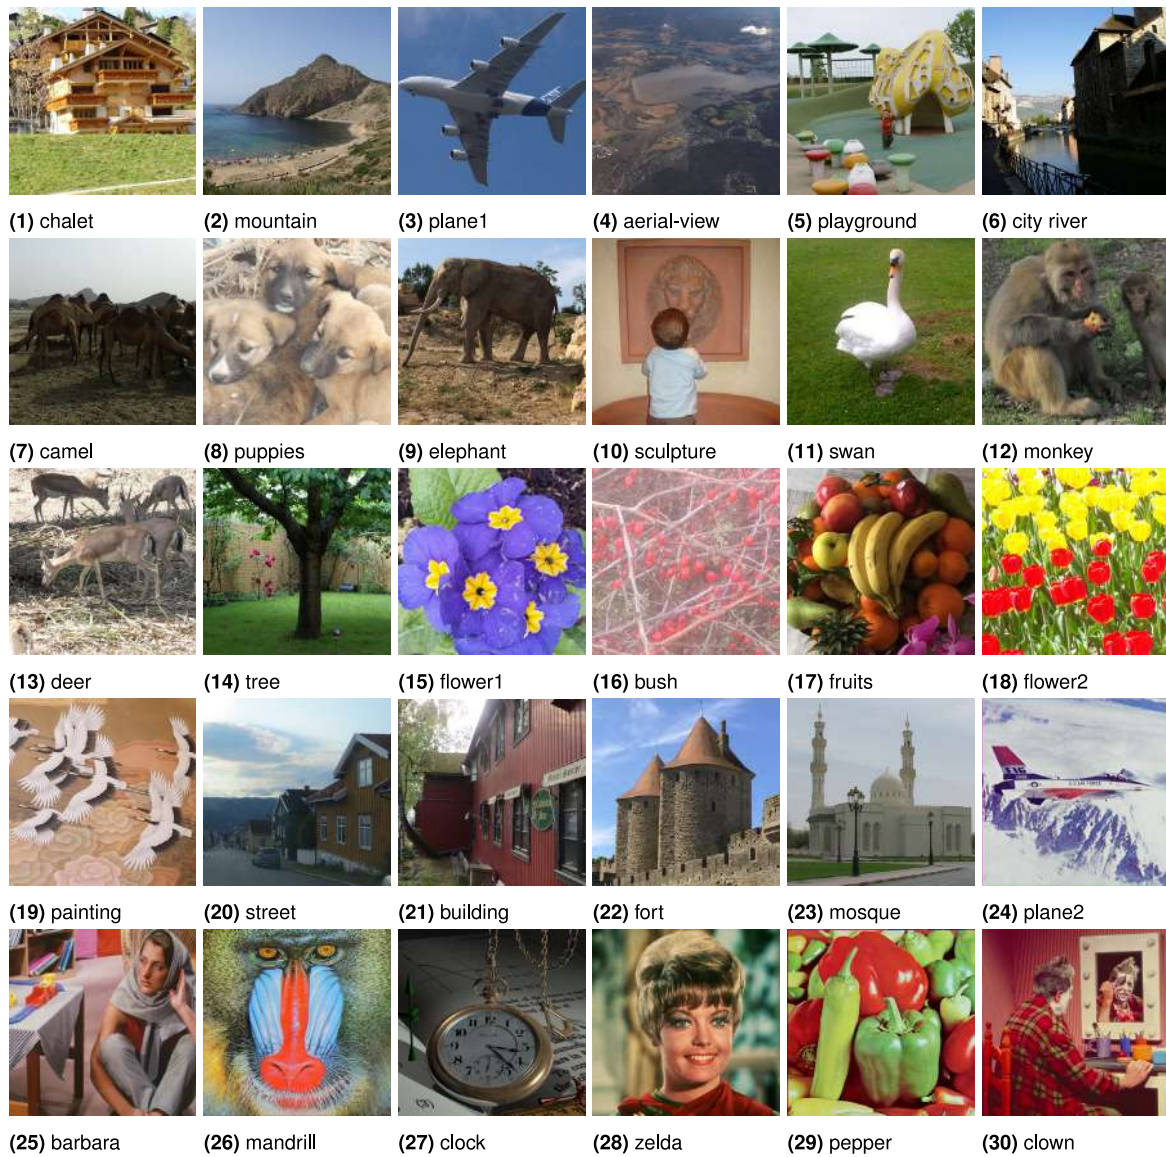 (1) chalet
(2) mountain
(3) plane1
(4) aerial-view
(5) playground
(6) city river
(7) camel
(8) puppies
(9) elephant
(10) sculpture
(11) swan
(12) monkey
(13) deer
(14) tree
(15) flower1
(16) bush
(17) fruits
(18) flower2
(19) painting
(20) street
(21) building
(22) fort
(23) mosque
(24) plane2
(25) barbara
(26) mandrill
(27) clock
(28) zelda
(29) pepper
(30) clown